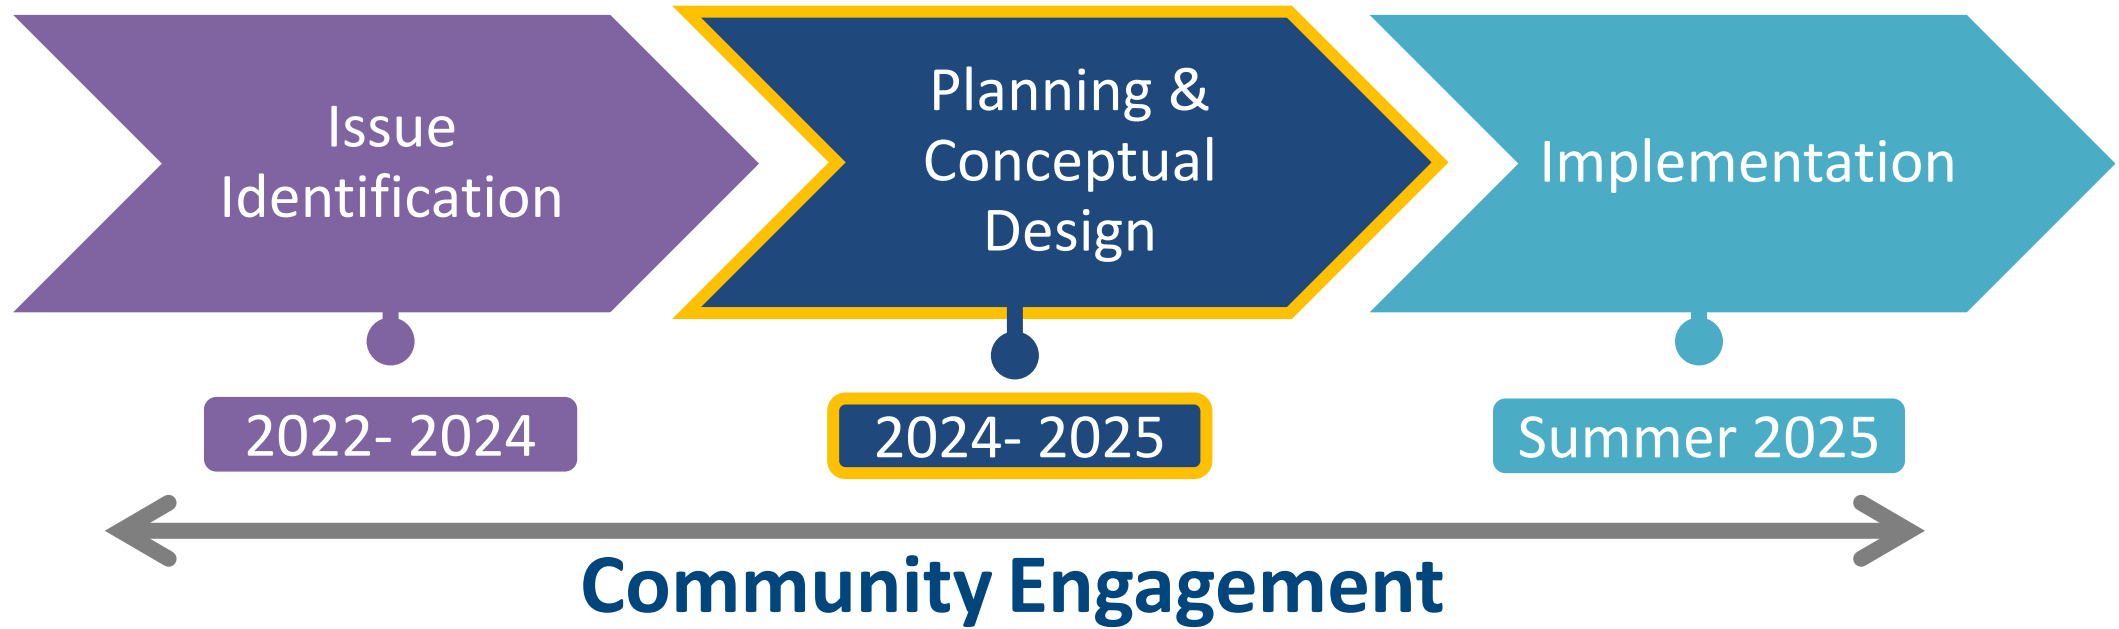 Issue
Identification
Planning &
Conceptual
Design
Implementation
2022- 2024
2024- 2025
Summer 2025
Community Engagement